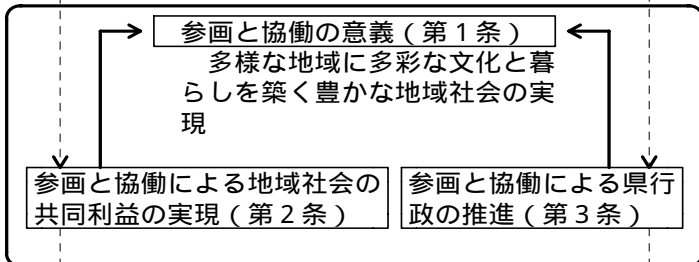 参画と協働の意義(第1条)
多様な地域に多彩な文化と暮
らしを築く豊かな地域社会の実
現
参画と協働による地域社会の
共同利益の実現(第2条)
参画と協働による県行
政の推進(第3条)